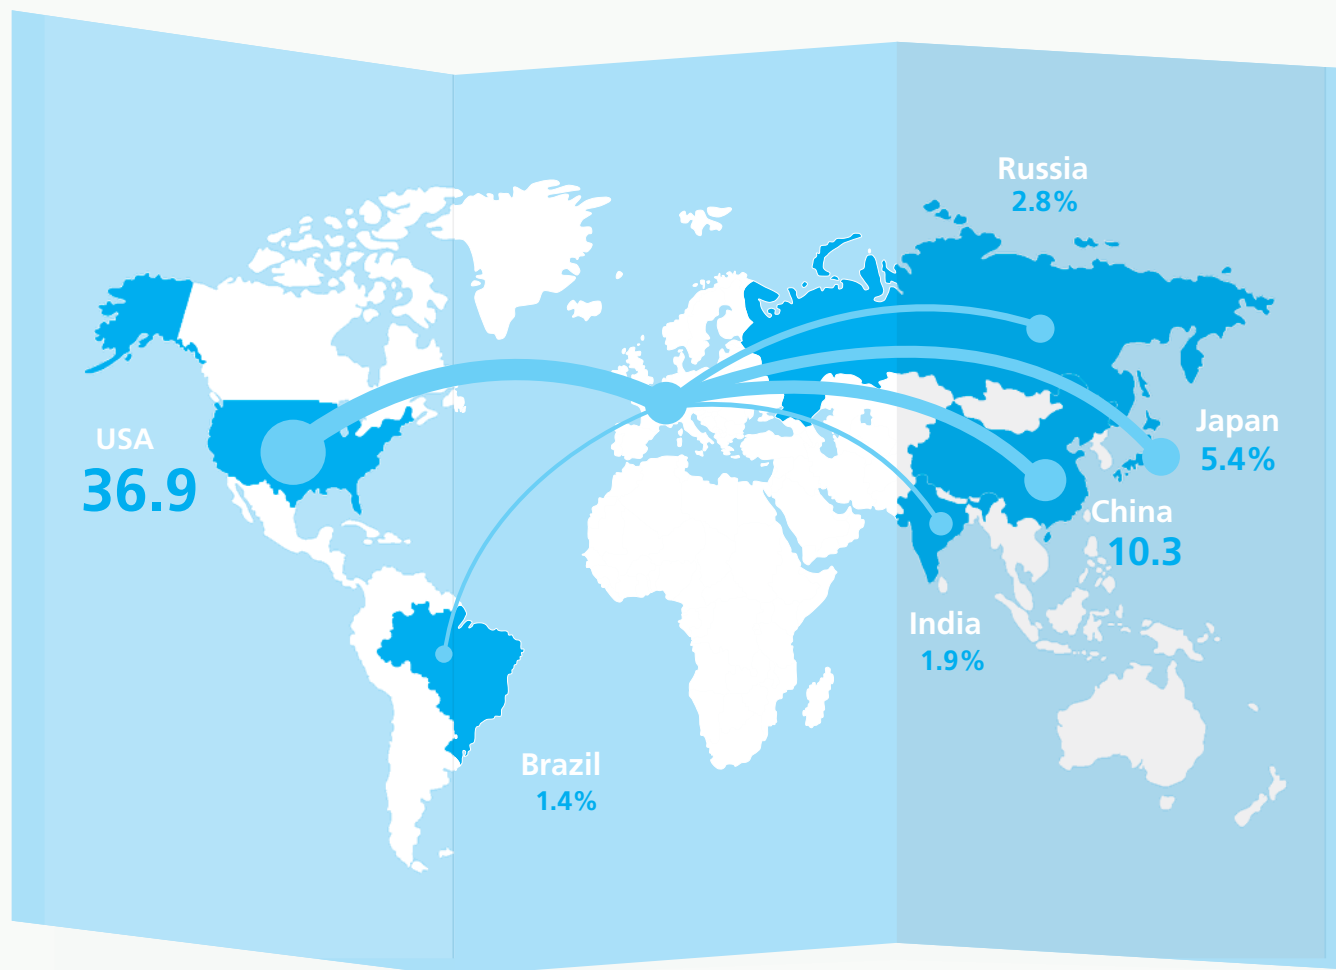 Russia
2.8%
USA
36.9
Japan
5.4%
China
10.3
India
1.9%
Brazil
1.4%